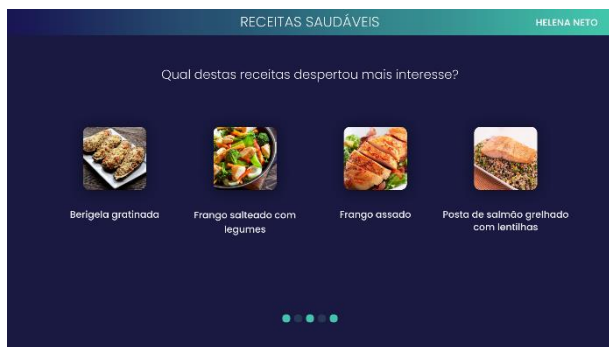 RECEITAS SAUDÁVEIS
HELENA NETO
Qual destas receitas despertou mais interesse?
Berigela gratinada
Frango salteado com
legumes
Frango assado
Posta de salmão grelhado
com lentilhas